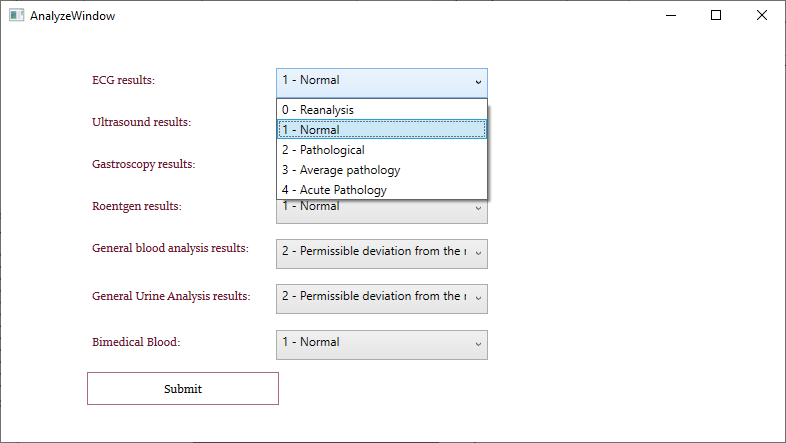 AnalyzeWindow
ECG results:
1 - Normal
0 - Reanalysis
Ultrasound results:
1 - Normal
2 - Pathological
Gastroscopy results:
3 - Average pathology
4 - Acute Pathology
Roentgen results:
1 - Normal
General blood analysis results:
2 - Permissible deviation from the
General Urine Analysis results:
2 - Permissible deviation from the
Bimedical Blood:
1 - Normal
Submit